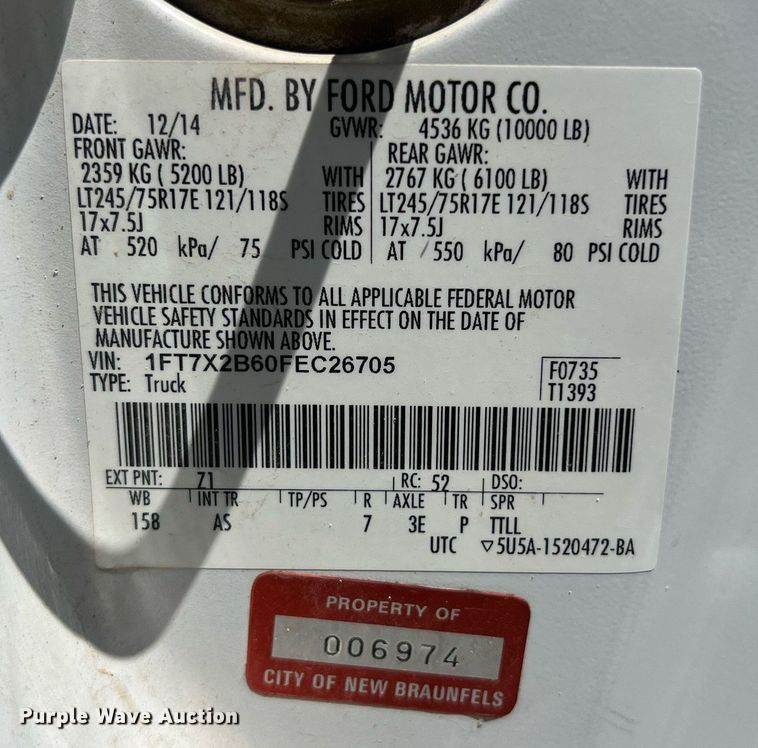 MFD. BY FORD MOTOR CO.
DATE: 12/14 GVWR: 4536 KG (10000 LB)
FRONT GAWR: REAR GAWR:
2359 KG ( 5200 LB) WITH 2767 KG ( 6100 LB) WITH
LT245/75R17E 121/118S TIRES LT245/75R17E 121/118S TIRES
17x7.5J RIMS 17x7.5J RIMS
AT 520 kPa/ 75 PSI COLD AT 550 kPa/ 80 PSI COLD
THIS VEHICLE CONFORMS TO ALL APPLICABLE FEDERAL MOTOR
VEHICLE SAFETY STANDARDS IN EFFECT ON THE DATE OF
MANUFACTURE SHOWN ABOVE.
VIN: 1FT7X2B60FEC26705 F0735
TYPE: Truck T1393
EXT PNT: Z1 RC: 52 DSO:
WB INT TR TP/PS R AXLE TR SPR
158 AS 7 3E P TTLL
UTC ▽5U5A-1520472-BA
PROPERTY OF
006974
CITY OF NEW BRAUNFELS
Purple Wave Auction